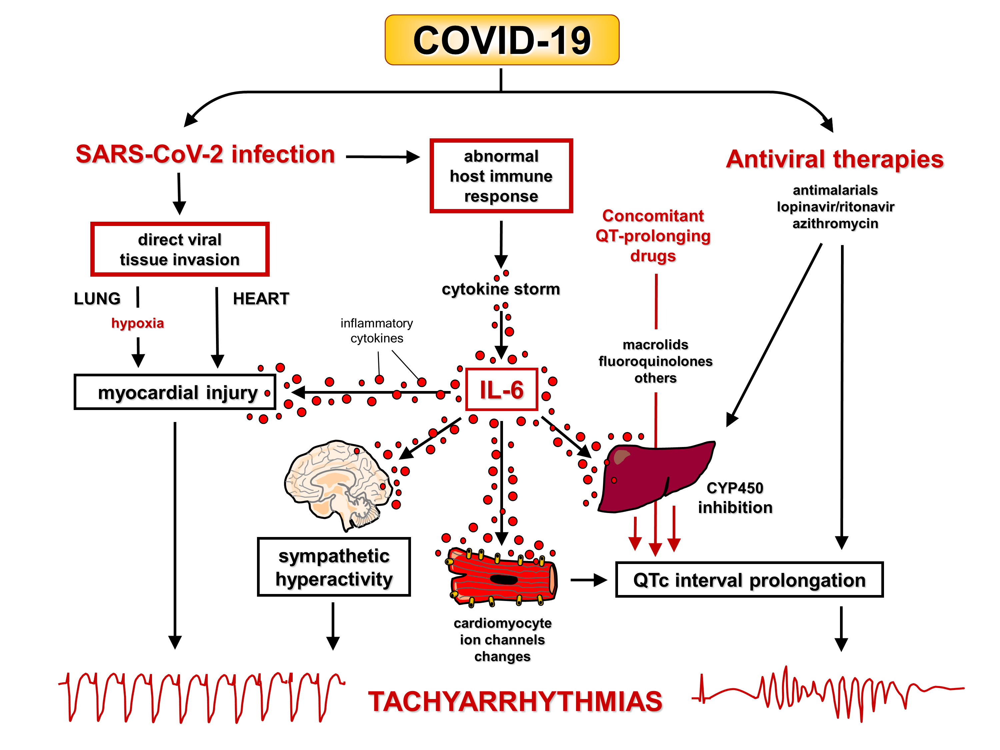 COVID-19
SARS-CoV-2 infection
abnormal
host immune
response
Antiviral therapies
antimalarials
lopinavir/ritonavir
azithromycin
Concomitant
QT-prolonging
drugs
direct viral
tissue invasion
LUNG
HEART
hypoxia
cytokine storm
inflammatory
cytokines
macrolids
fluoroquinolones
others
myocardial injury
IL-6
CYP450
inhibition
sympathetic
hyperactivity
QTc interval prolongation
cardiomyocyte
ion channels
changes
TACHYARRHYTHMIAS